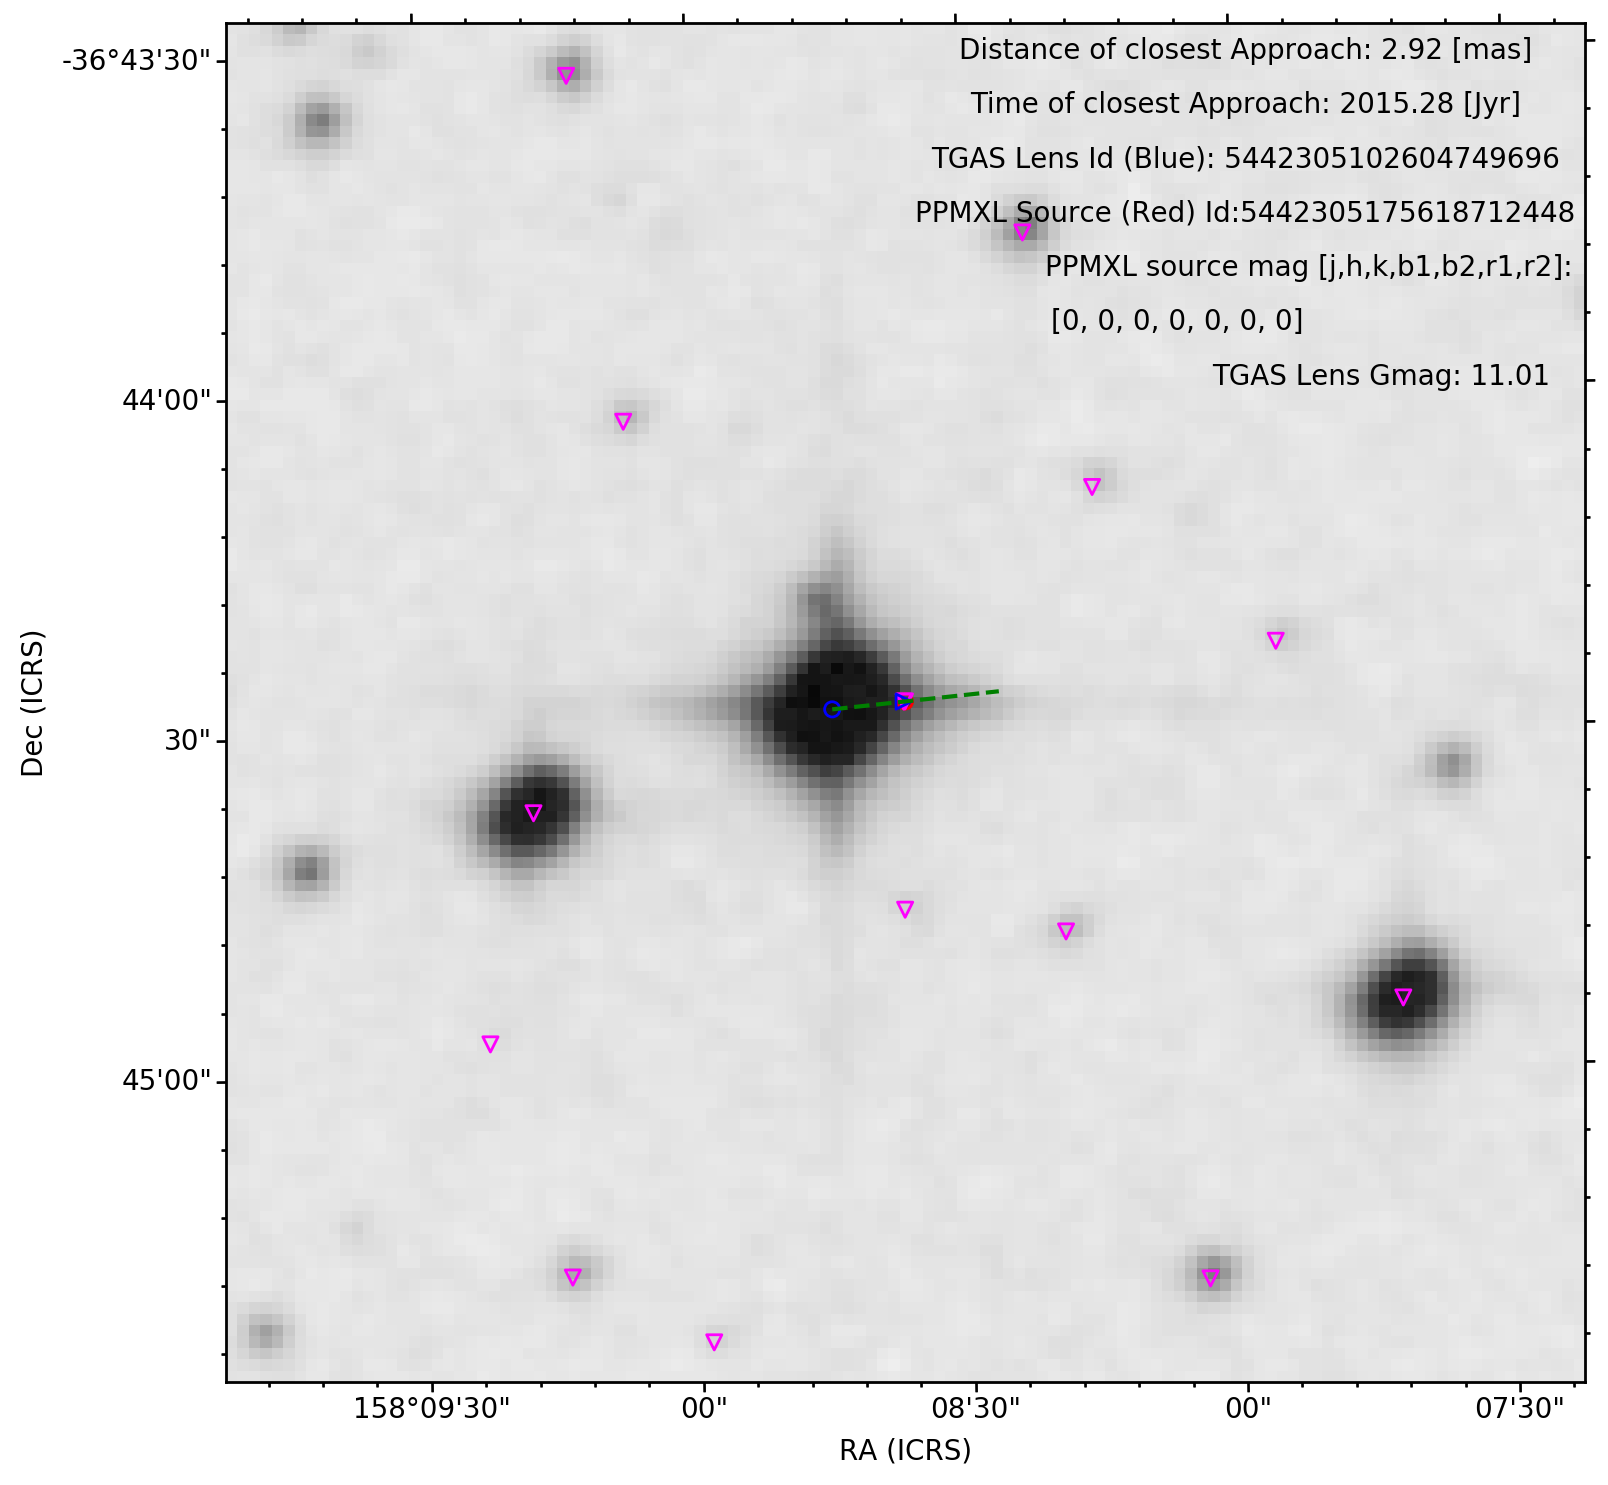 Distance of closest Approach: 2.92 [mas]
Time of closest Approach: 2015.28 [Jyr]
TGAS Lens Id (Blue): 5442305102604749696
PPMXL Source (Red) Id:5442305175618712448
PPMXL source mag [j,h,k,b1,b2,r1,r2]:
[0, 0, 0, 0, 0, 0, 0]
TGAS Lens Gmag: 11.01
-36°43'30"
44'00"
30"
45'00"
Dec (ICRS)
158°09'30" 00" 08'30" 00" 07'30"
RA (ICRS)